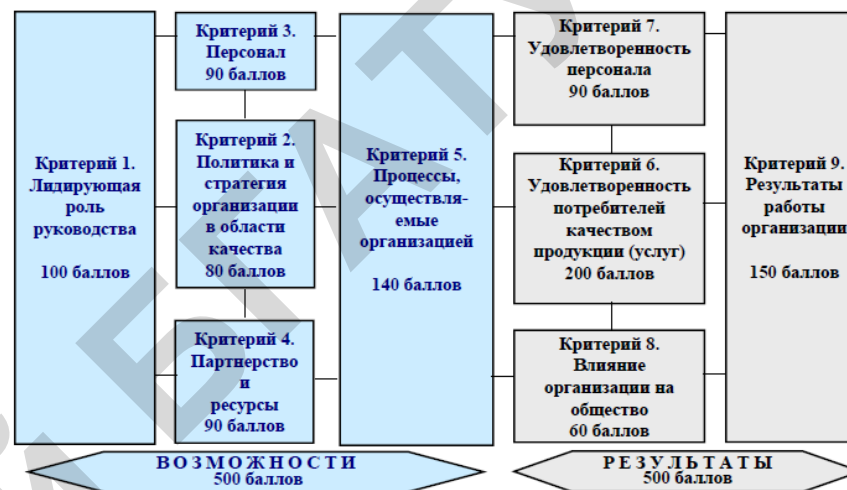 Критерий 1.
Лидирующая
роль
руководства
100 баллов
Критерий 3.
Персонал
90 баллов
Критерий 2.
Политика и
стратегия
организации
в области
качества
80 баллов
Критерий 4.
Партнерство
и
ресурсы
90 баллов
Критерий 5.
Процессы,
осуществля-
емые
организацией
140 баллов
Критерий 7.
Удовлетворенность
персонала
90 баллов
Критерий 6.
Удовлетворенность
потребителей
качеством
продукции (услуг)
200 баллов
Критерий 8.
Влияние
организации на
общество
60 баллов
Критерий 9.
Результаты
работы
организации
150 баллов
ВОЗМОЖНОСТИ
500 баллов
РЕЗУЛЬТАТЫ
500 баллов
БГАТУ